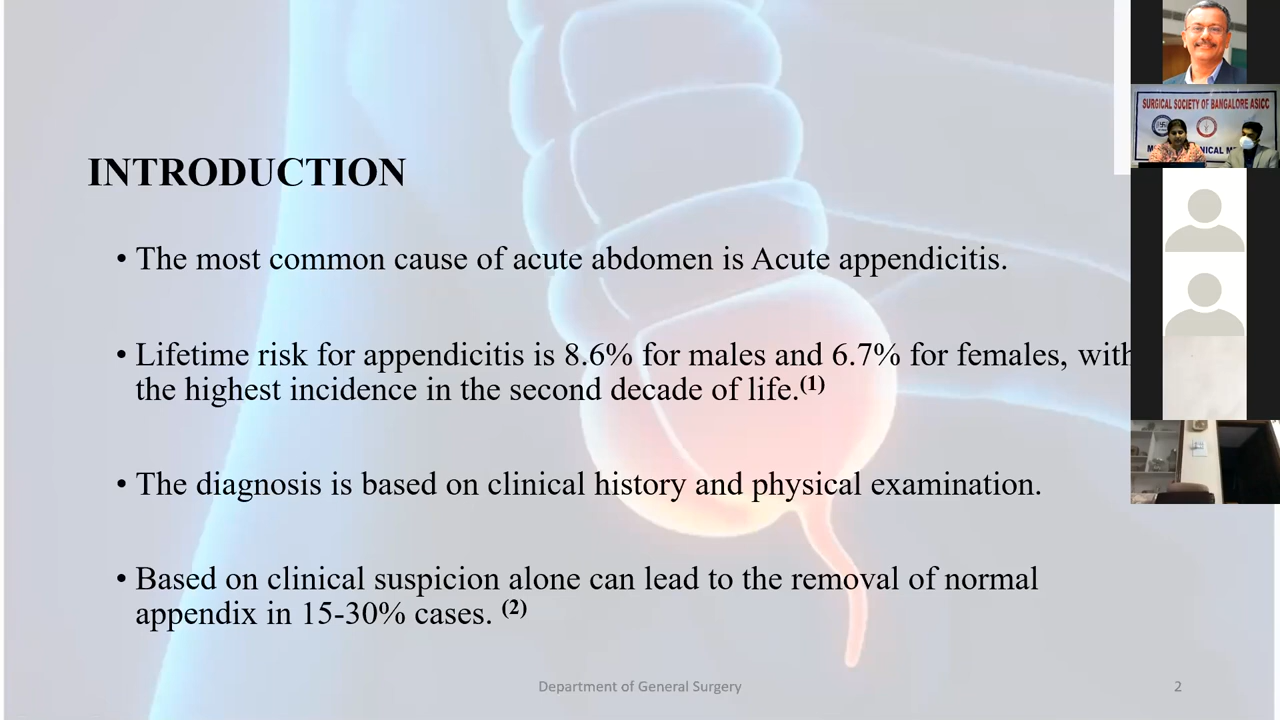 INTRODUCTION
• The most common cause of acute abdomen is Acute appendicitis.
• Lifetime risk for appendicitis is 8.6% for males and 6.7% for females, with
the highest incidence in the second decade of life.(1)
• The diagnosis is based on clinical history and physical examination.
• Based on clinical suspicion alone can lead to the removal of normal
appendix in 15-30% cases. (2)
Department of General Surgery
2
SURGICAL SOCIETY OF BANGALORE ASICC